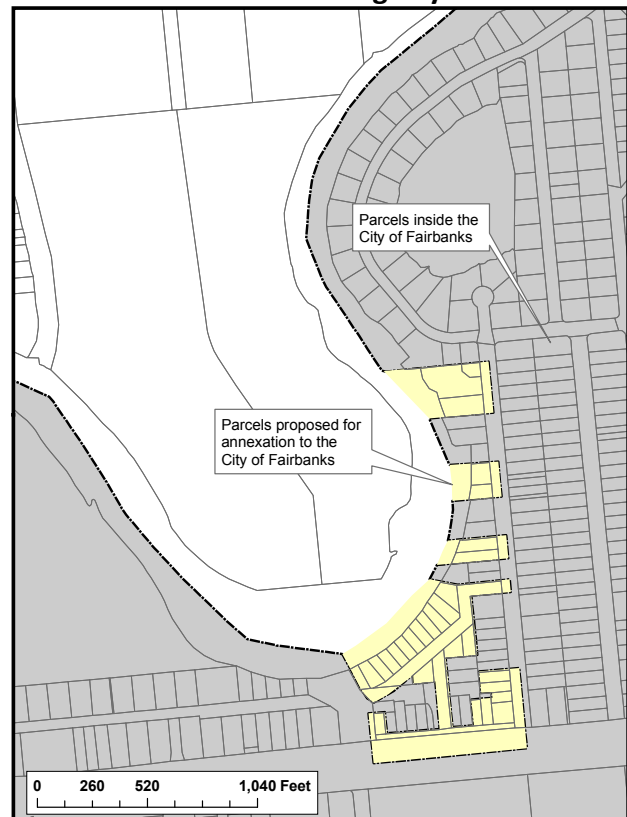 Parcels inside the
City of Fairbanks
Parcels proposed for
annexation to the
City of Fairbanks
0 260 520 1,040 Feet